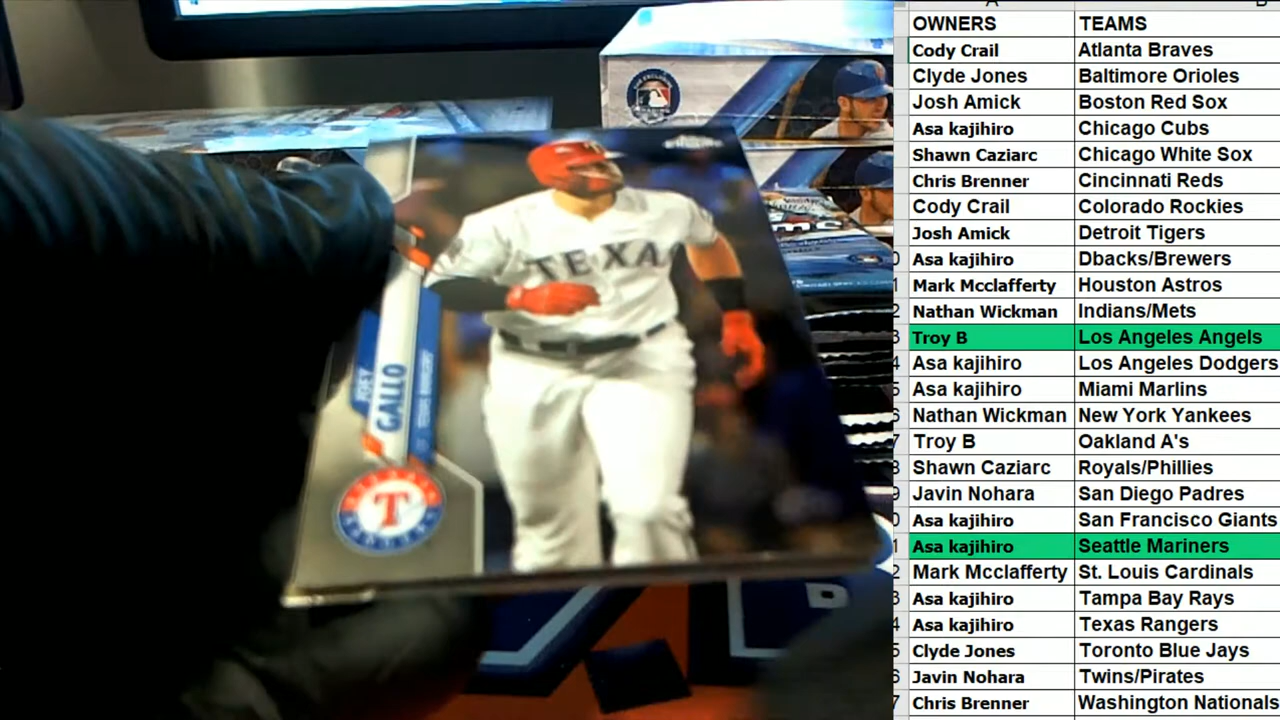 OWNERS TEAMS
Cody Crail Atlanta Braves
Clyde Jones Baltimore Orioles
Josh Amick Boston Red Sox
Asa kajihiro Chicago Cubs
Shawn Caziarc Chicago White Sox
Chris Brenner Cincinnati Reds
Cody Crail Colorado Rockies
Josh Amick Detroit Tigers
Asa kajihiro Dbacks/Brewers
Mark Mcclafferty Houston Astros
Nathan Wickman Indians/Mets
Troy B Los Angeles Angels
Asa kajihiro Los Angeles Dodgers
Asa kajihiro Miami Marlins
Nathan Wickman New York Yankees
Troy B Oakland A's
Shawn Caziarc Royals/Phillies
Javin Nohara San Diego Padres
Asa kajihiro San Francisco Giants
Asa kajihiro Seattle Mariners
Mark Mcclafferty St. Louis Cardinals
Asa kajihiro Tampa Bay Rays
Asa kajihiro Texas Rangers
Clyde Jones Toronto Blue Jays
Javin Nohara Twins/Pirates
Chris Brenner Washington Nationals
TEXA
JOEY
GALLO
TEXAS RANGERS
T